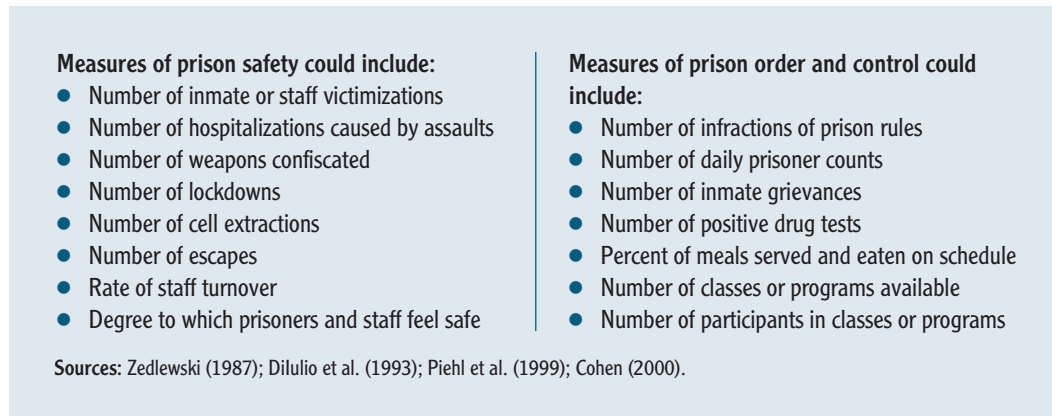 Measures of prison safety could include:
● Number of inmate or staff victimizations
● Number of hospitalizations caused by assaults
● Number of weapons confiscated
● Number of lockdowns
● Number of cell extractions
● Number of escapes
● Rate of staff turnover
● Degree to which prisoners and staff feel safe
Measures of prison order and control could
include:
● Number of infractions of prison rules
● Number of daily prisoner counts
● Number of inmate grievances
● Number of positive drug tests
● Percent of meals served and eaten on schedule
● Number of classes or programs available
● Number of participants in classes or programs
Sources: Zedlewski (1987); DiIulio et al. (1993); Piehl et al. (1999); Cohen (2000).